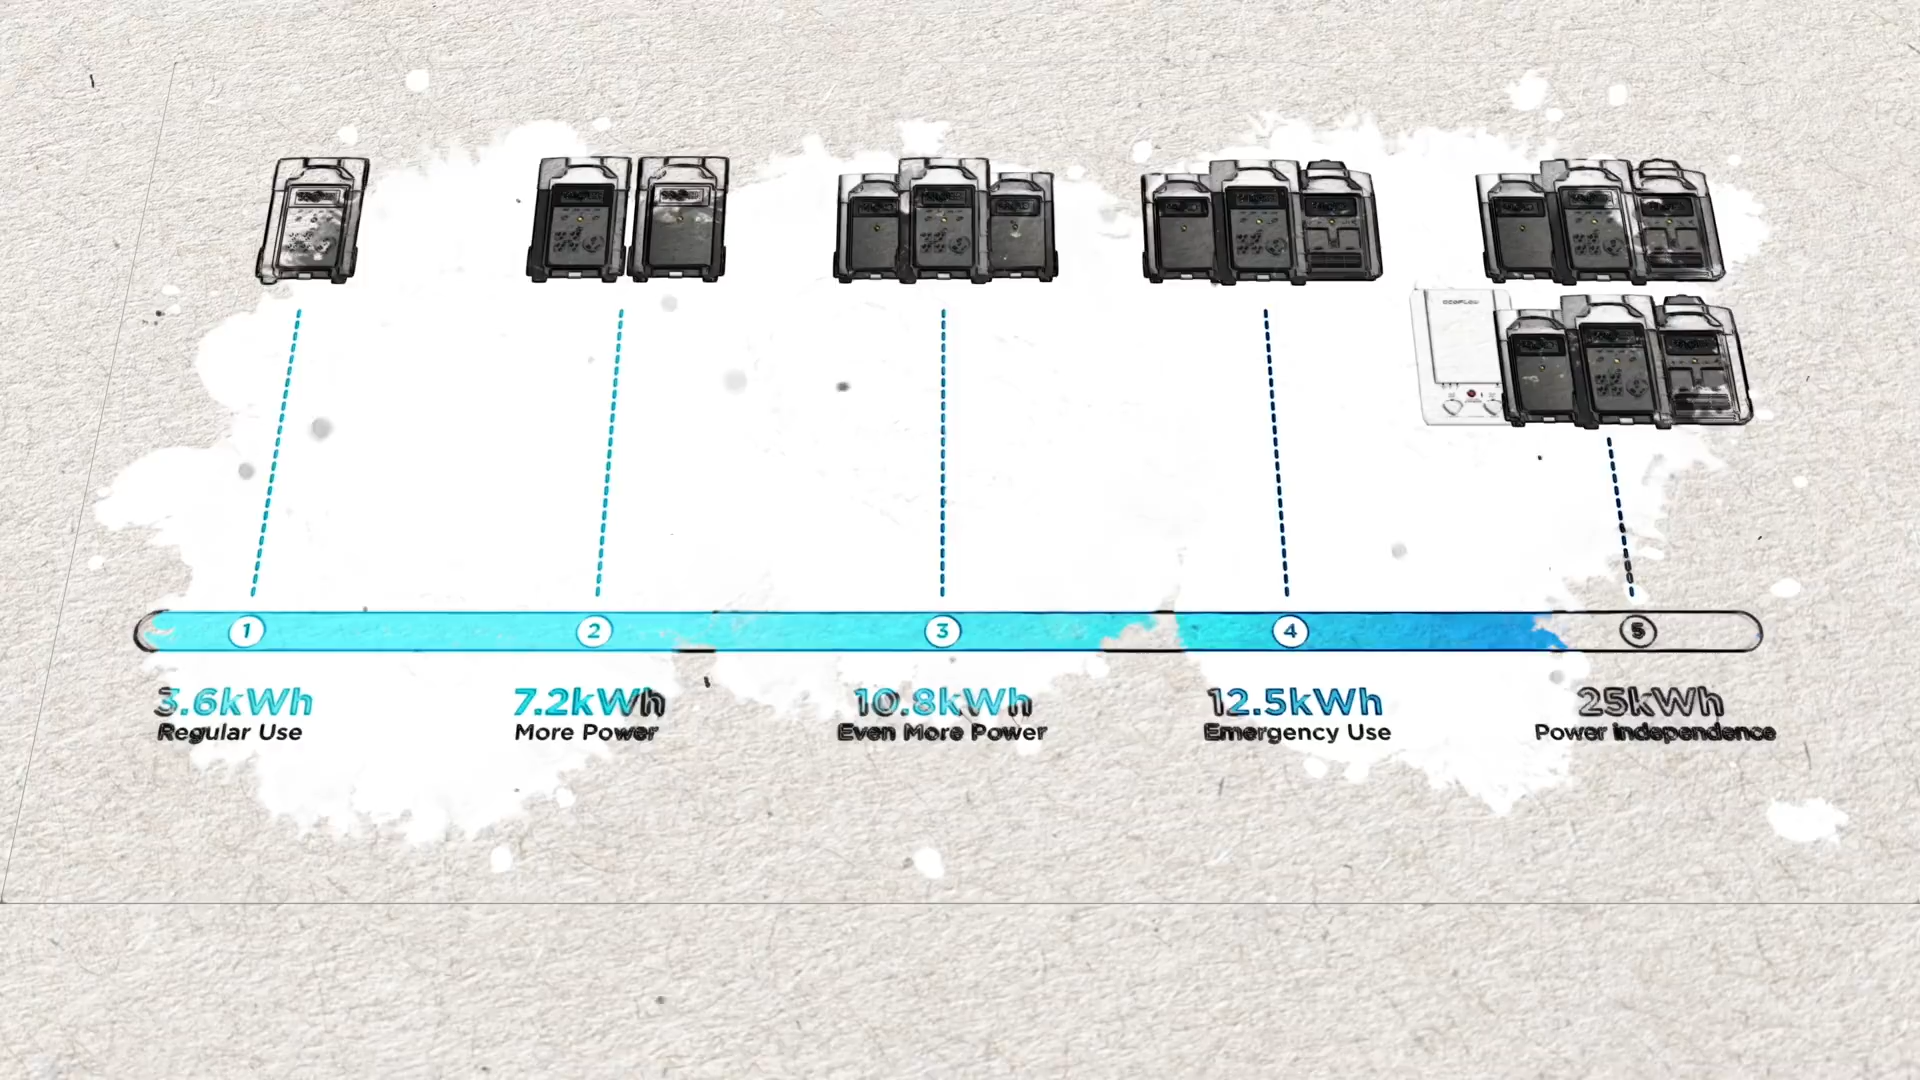 ECOFLOW
1
2
3
4
5
3.6kWh
Regular Use
7.2kWh
More Power
10.8kWh
Even More Power
12.5kWh
Emergency Use
25kWh
Power Independence